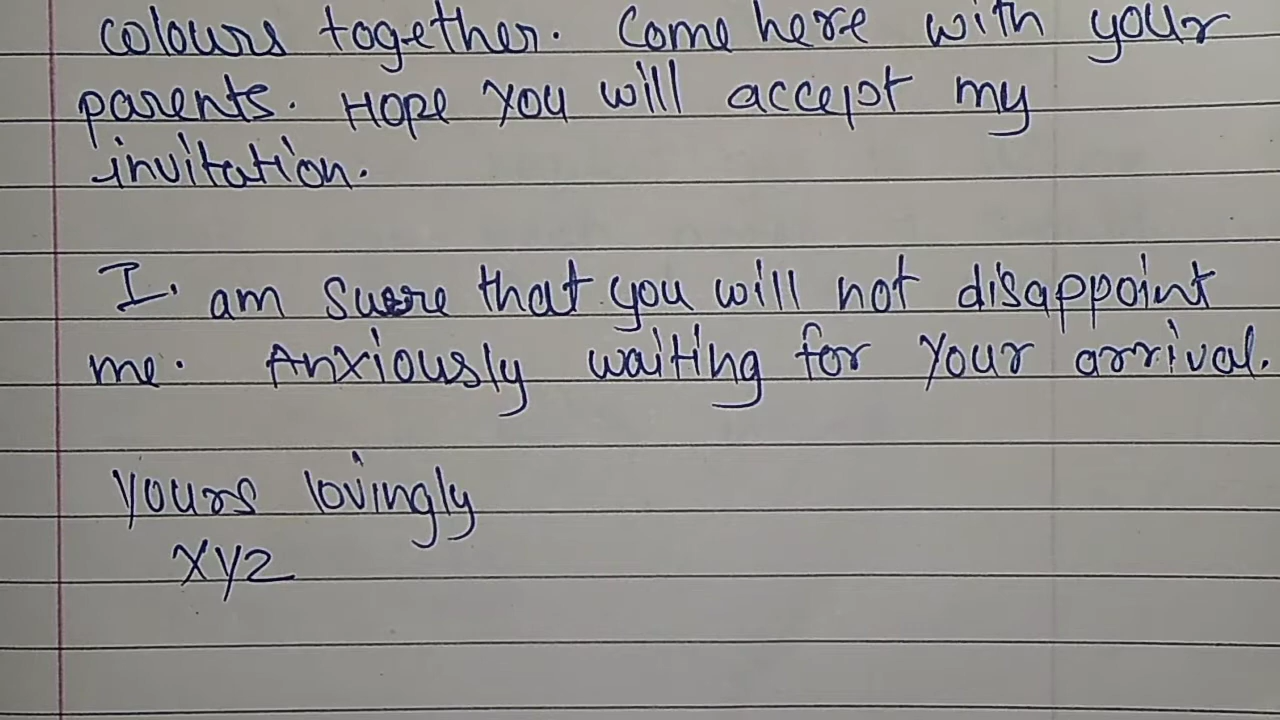 colours together. Come here with your
parents. Hope you will accept my
invitation.
I. am sure that you will not disappoint
me. Anxiously waiting for your arrival.
Yours lovingly
XYZ